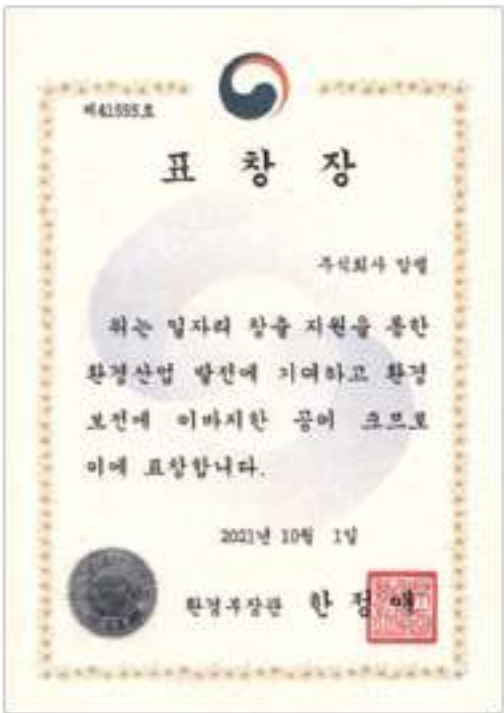 제41555호
표 창 장
주식회사
위는 일자리 창출 지원을 통한
환경산업 발전에 기여하고 환경
보전에 이바지한 공이 크므로
이에 표창합니다.
2021년 10월 1일
환경부장관 한 정 애